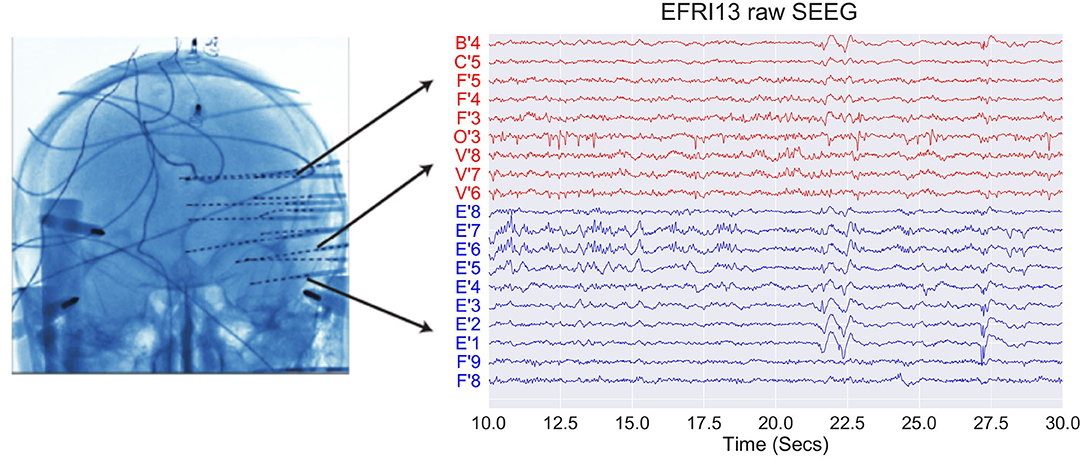 EFRI13 raw SEEG
B'4
C'5
F'5
F'4
F'3
O'3
V'8
V'7
V'6
E'8
E'7
E'6
E'5
E'4
E'3
E'2
E'1
F'9
F'8
10.0 12.5 15.0 17.5 20.0 22.5 25.0 27.5 30.0
Time (Secs)